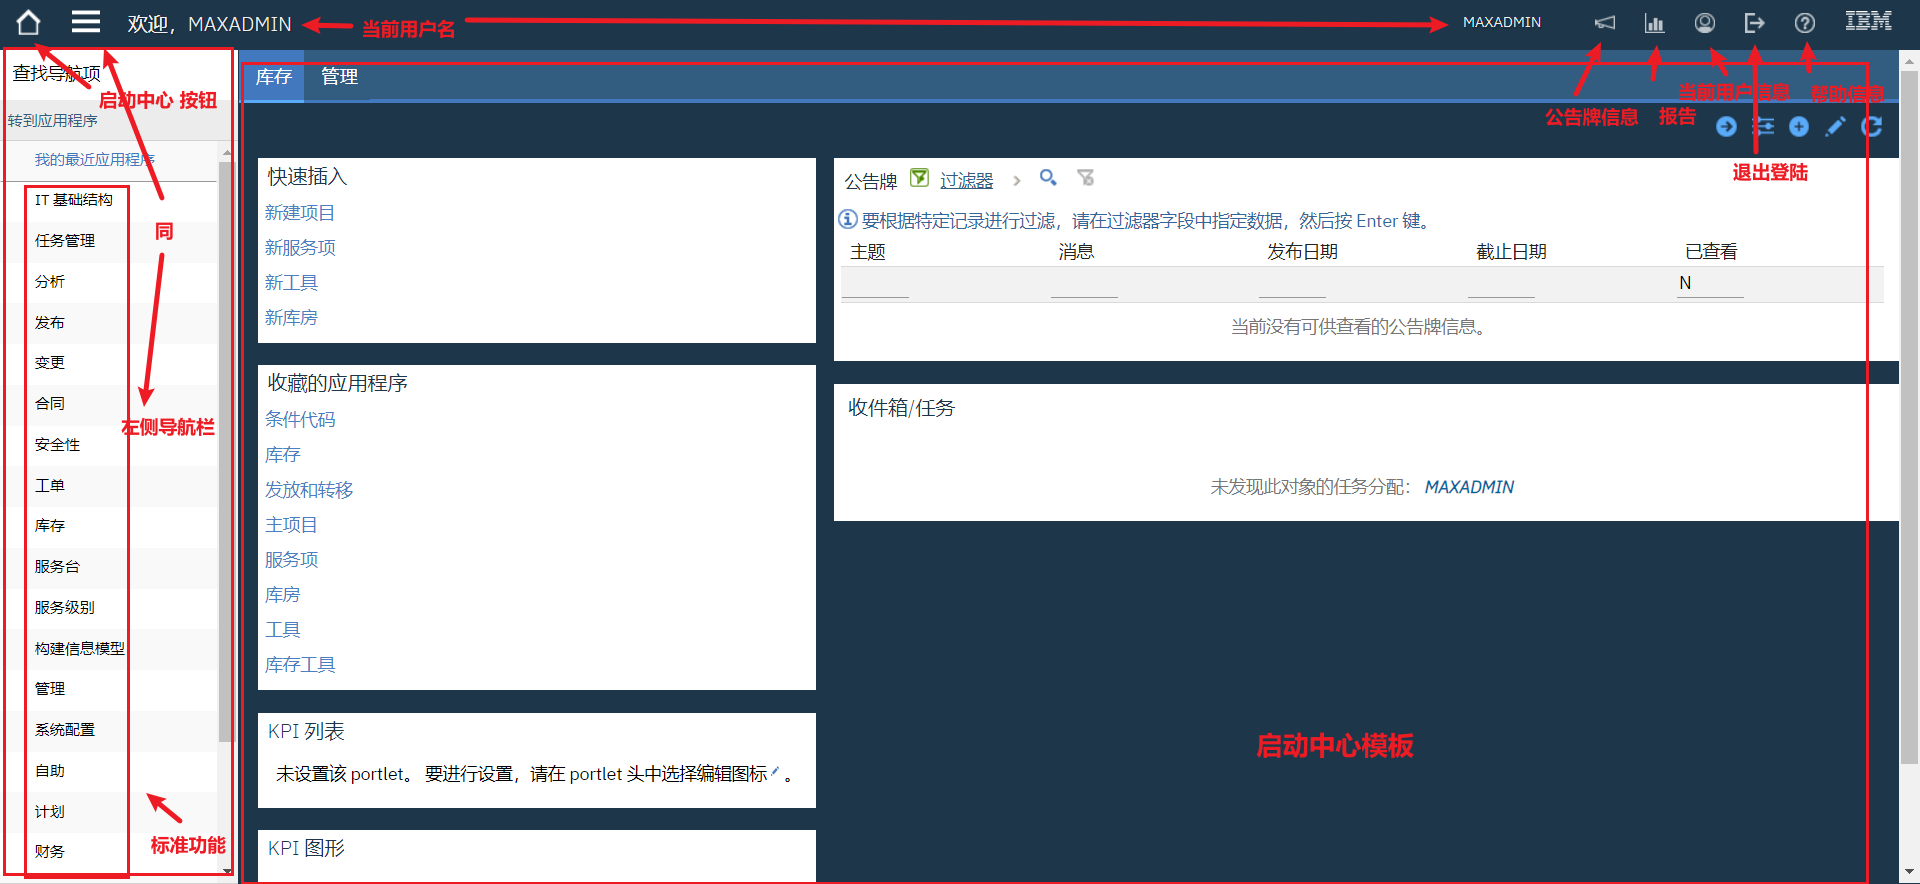 欢迎，MAXADMIN
当前用户名
MAXADMIN
IBM
查找导航项
启动中心 按钮
转到应用程序
我的最近应用程序
IT 基础结构
同
任务管理
分析
发布
变更
合同
左侧导航栏
安全性
工单
库存
服务台
服务级别
构建信息模型
管理
系统配置
自助
计划
标准功能
财务
库存
管理
公告牌信息
报告
当前用户信息
帮助信息
退出登陆
快速插入
新建项目
新服务项
新工具
新库房
收藏的应用程序
条件代码
库存
发放和转移
主项目
服务项
库房
工具
库存工具
KPI 列表
未设置该 portlet。 要进行设置，请在 portlet 头中选择编辑图标 。
KPI 图形
公告牌 过滤器
要根据特定记录进行过滤，请在过滤器字段中指定数据，然后按 Enter 键。
主题 消息 发布日期 截止日期 已查看
N
当前没有可供查看的公告牌信息。
收件箱/任务
未发现此对象的任务分配： MAXADMIN
启动中心模板